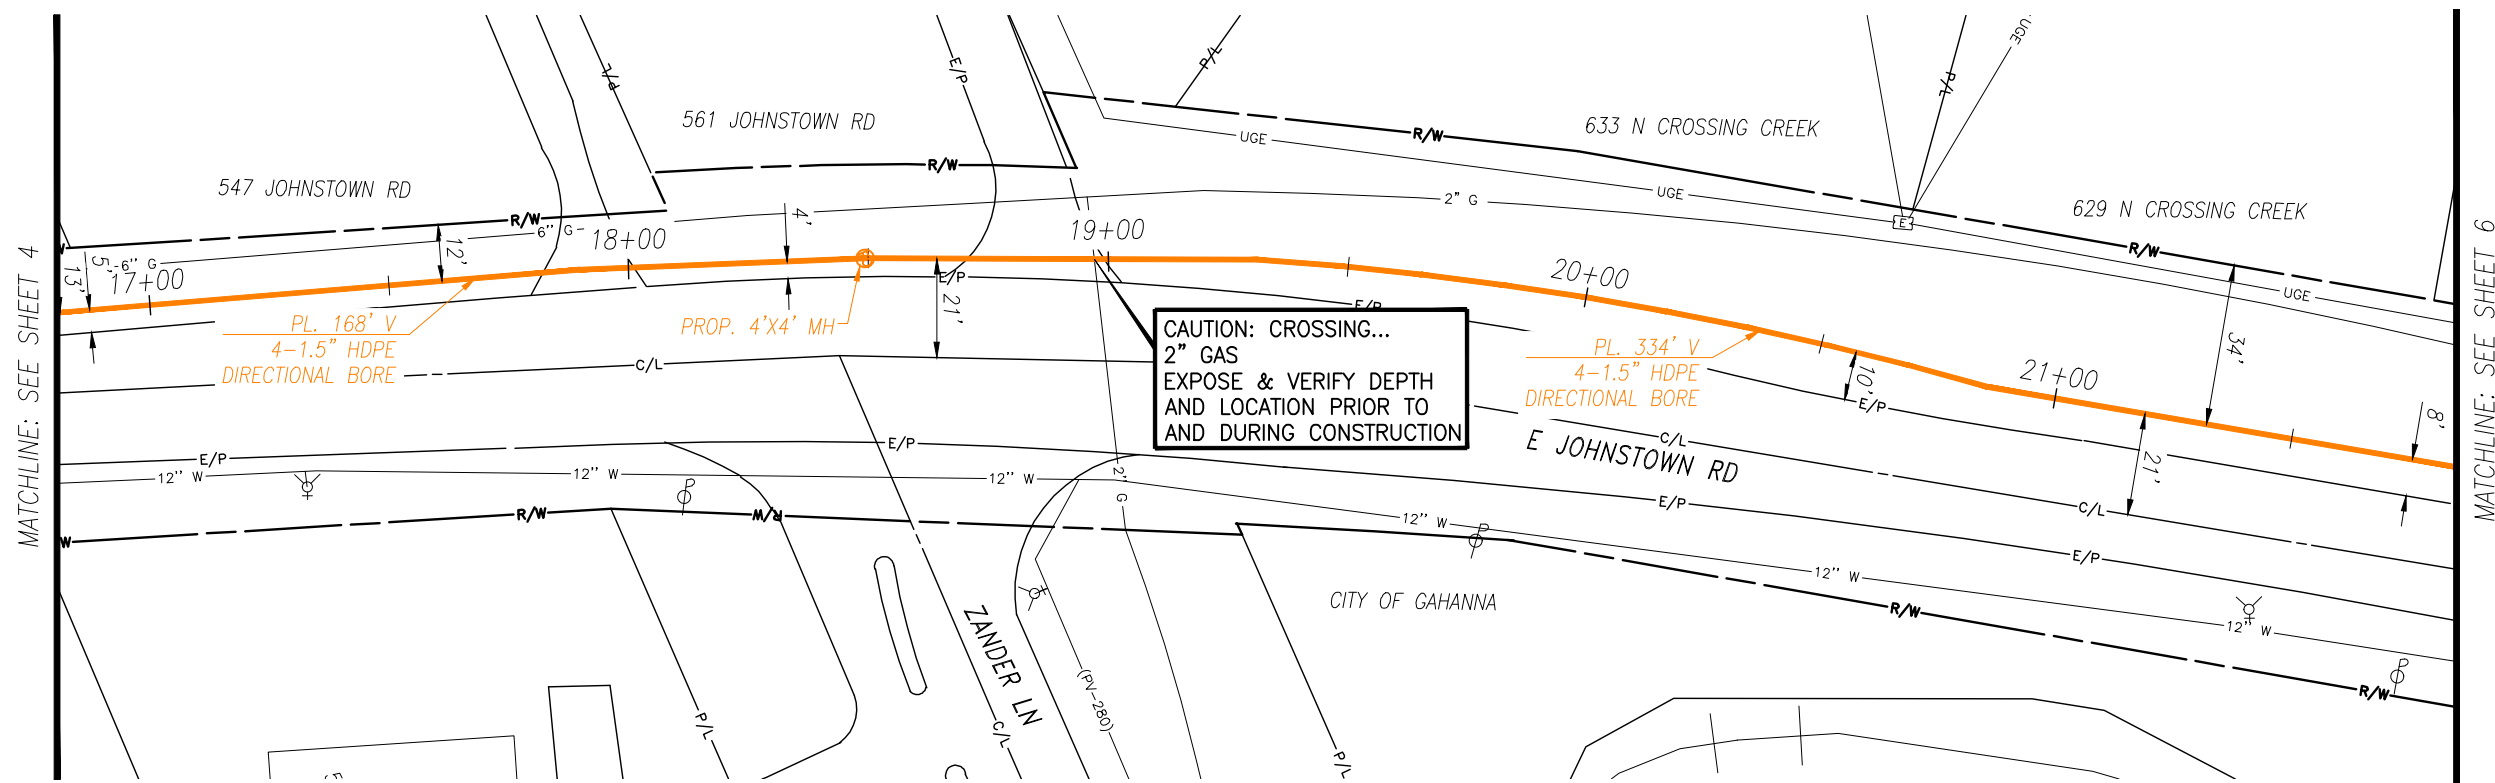 MATCHLINE: SEE SHEET 4
547 JOHNSTOWN RD
561 JOHNSTOWN RD
633 N CROSSING CREEK
629 N CROSSING CREEK
P/L
E/P
P/L
P/L
UGE
R/W
R/W
R/W
R/W
UGE
UGE
UGE
E
2" G
6" G
-6" G
5'
13'
12'
4'
17+00
18+00
19+00
20+00
21+00
E/P
E/P
21'
PL. 168' V
4-1.5" HDPE
DIRECTIONAL BORE
PROP. 4'X4' MH
CAUTION: CROSSING...
2" GAS
EXPOSE & VERIFY DEPTH
AND LOCATION PRIOR TO
AND DURING CONSTRUCTION
PL. 334' V
4-1.5" HDPE
DIRECTIONAL BORE
10'
34'
8'
21'
C/L
E/P
E/P
E/P
C/L
C/L
E JOHNSTOWN RD
12" W
12" W
12" W
2" G
12" W
E/P
E/P
R/W
R/W
W
12" W
12" W
R/W
R/W
CITY OF GAHANNA
ZANDER LN
C/L
(PV-280)
P/L
P/L
MATCHLINE: SEE SHEET 6